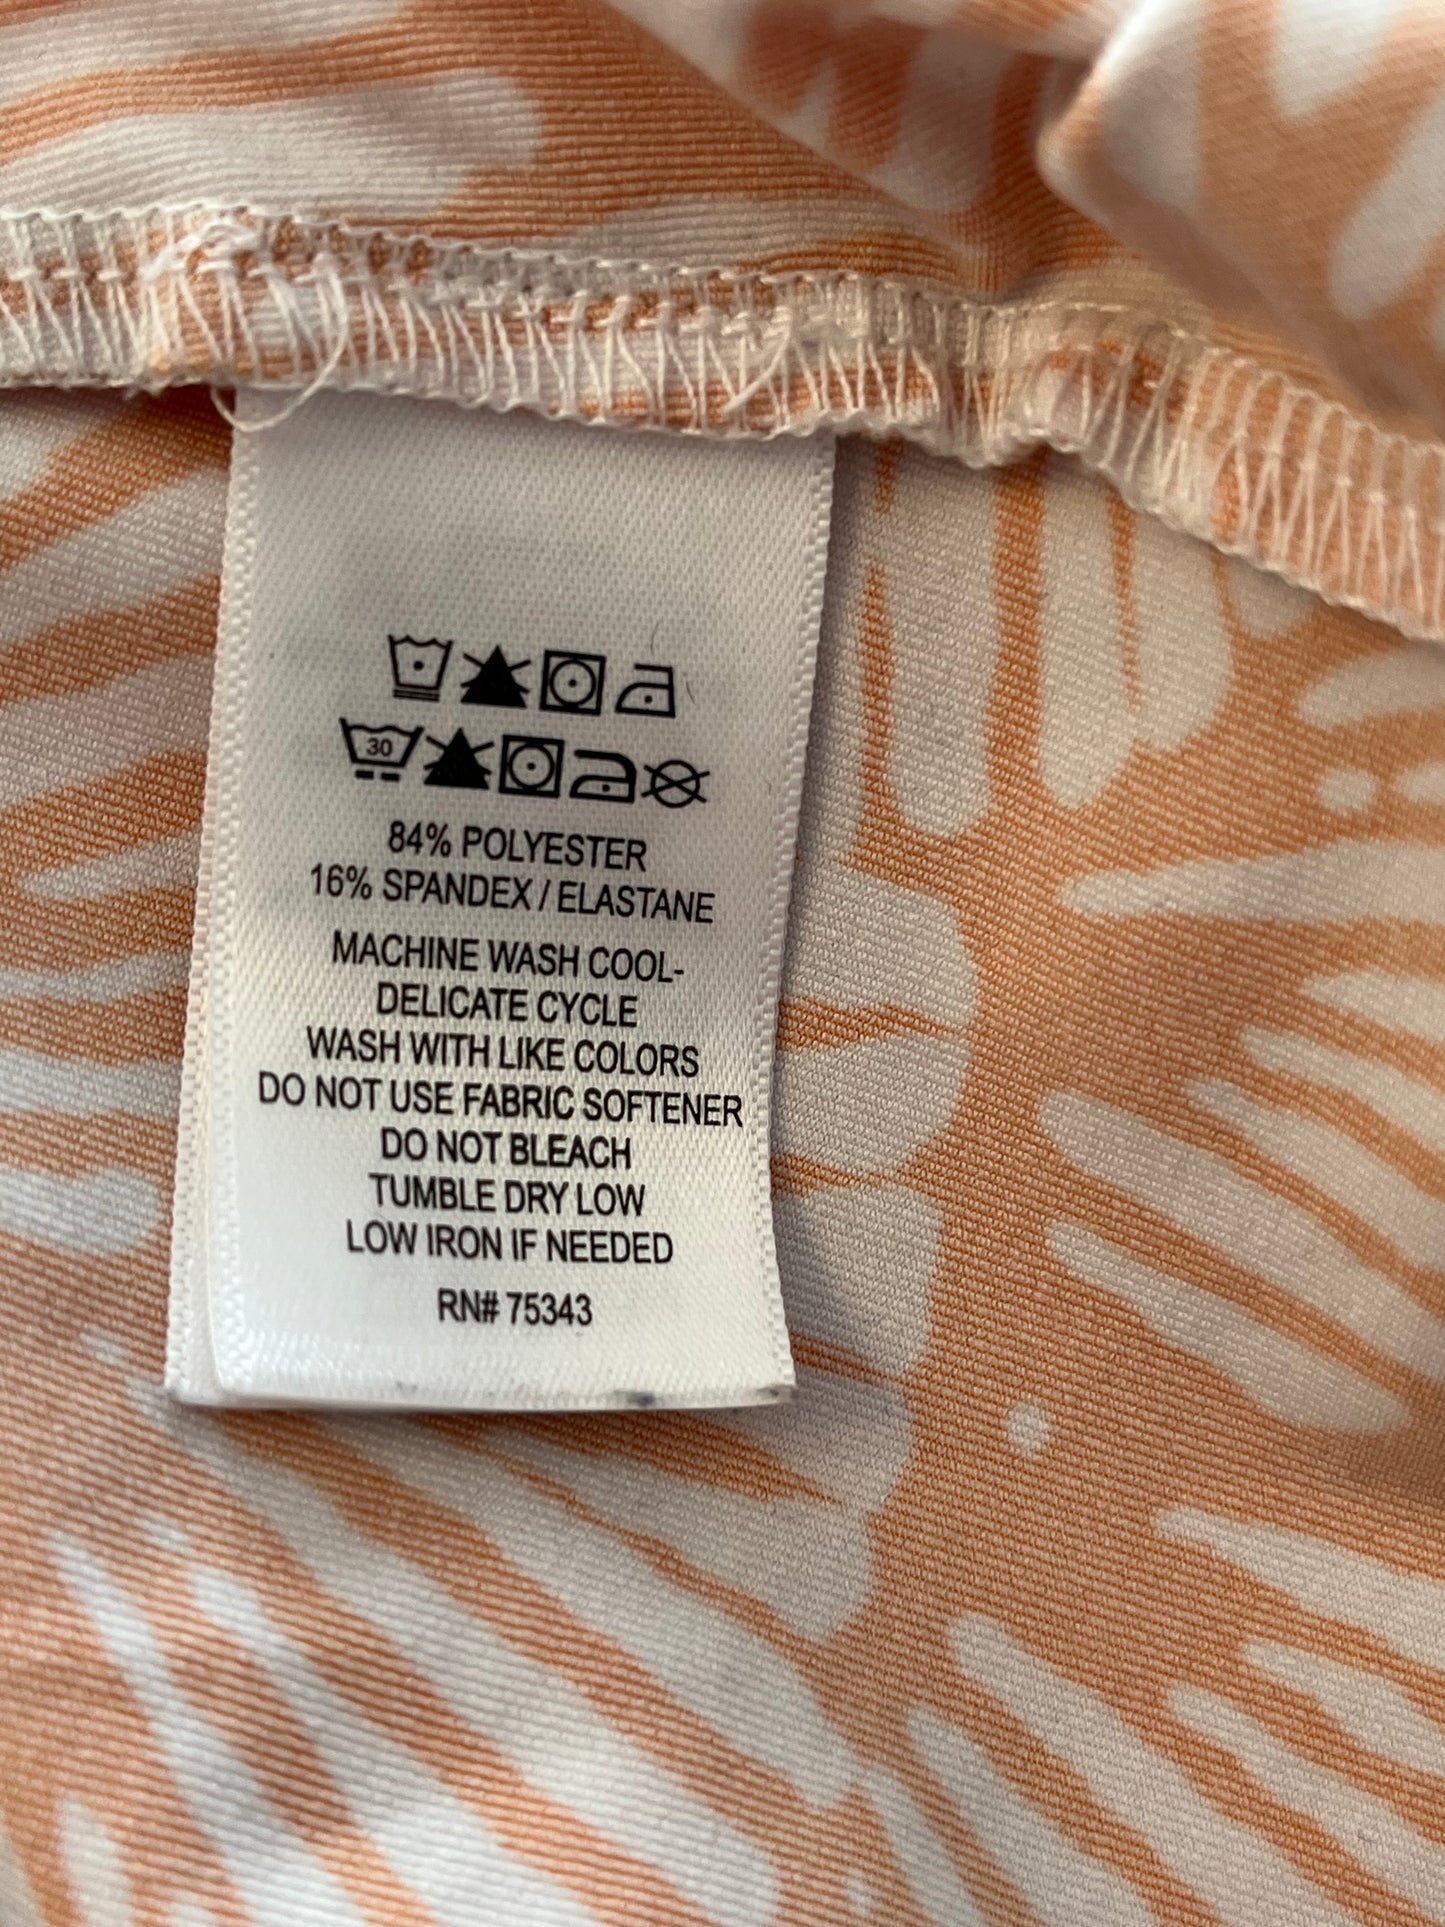 30
84% POLYESTER
16% SPANDEX / ELASTANE
MACHINE WASH COOL-
DELICATE CYCLE
WASH WITH LIKE COLORS
DO NOT USE FABRIC SOFTENER
DO NOT BLEACH
TUMBLE DRY LOW
LOW IRON IF NEEDED
RN# 75343